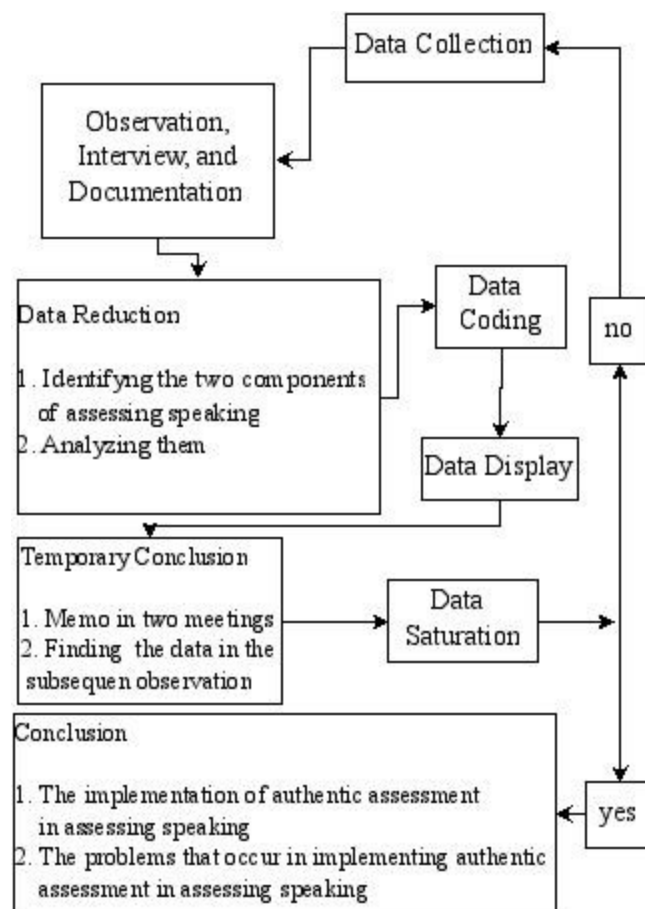 Data Collection
Observation,
Interview, and
Documentation
Data Reduction
1. Identifyng the two components
of assessing speaking
2. Analyzing them
Data
Coding
no
Data Display
Temporary Conclusion
1. Memo in two meetings
2. Finding the data in the
subsequen observation
Data
Saturation
Conclusion
1. The implementation of authentic assessment
in assessing speaking
2. The problems that occur in implementing authentic
assessment in assessing speaking
yes